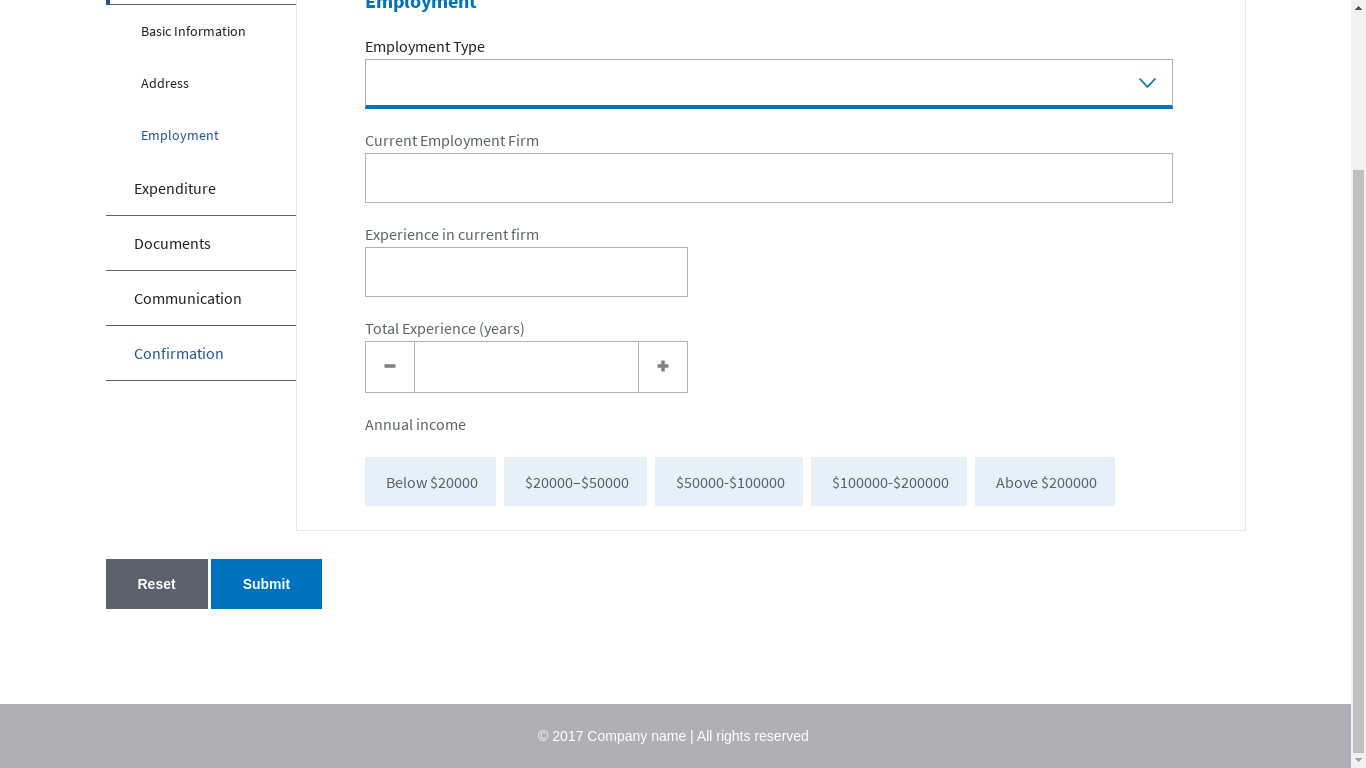 Employment
Basic Information
Address
Employment
Expenditure
Documents
Communication
Confirmation
Employment Type
Current Employment Firm
Experience in current firm
Total Experience (years)
Annual income
Below $20000
$20000–$50000
$50000-$100000
$100000-$200000
Above $200000
Reset
Submit
© 2017 Company name | All rights reserved